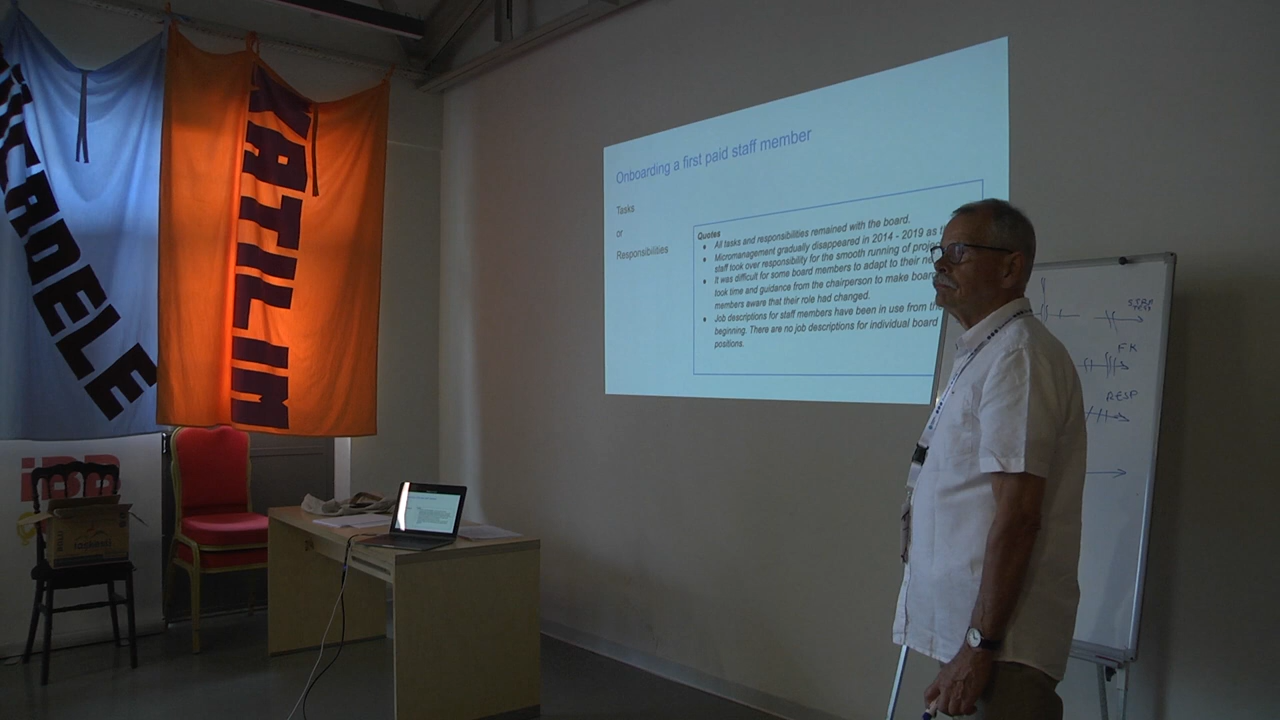 KATILIM
Onboarding a first paid staff member
Tasks
or
Responsibilities
Quotes
All tasks and responsibilities remained with the board.
Micromanagement gradually disappeared in 2014 - 2019 as
staff took over responsibility for the smooth running of
It was difficult for some board members to adapt to their
took time and guidance from the chairperson to make
members aware that their role had changed.
Job descriptions for staff members have been in use from
beginning. There are no job descriptions for individual board
positions.
FR
RESP